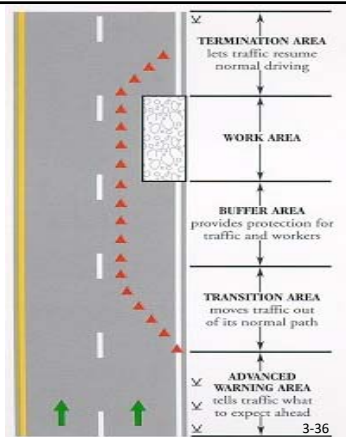 TERMINATION AREA
lets traffic resume
normal driving
WORK AREA
BUFFER AREA
provides protection for
traffic and workers
TRANSITION AREA
moves traffic out
of its normal path
ADVANCED
WARNING AREA
tells traffic what
to expect ahead
3-36